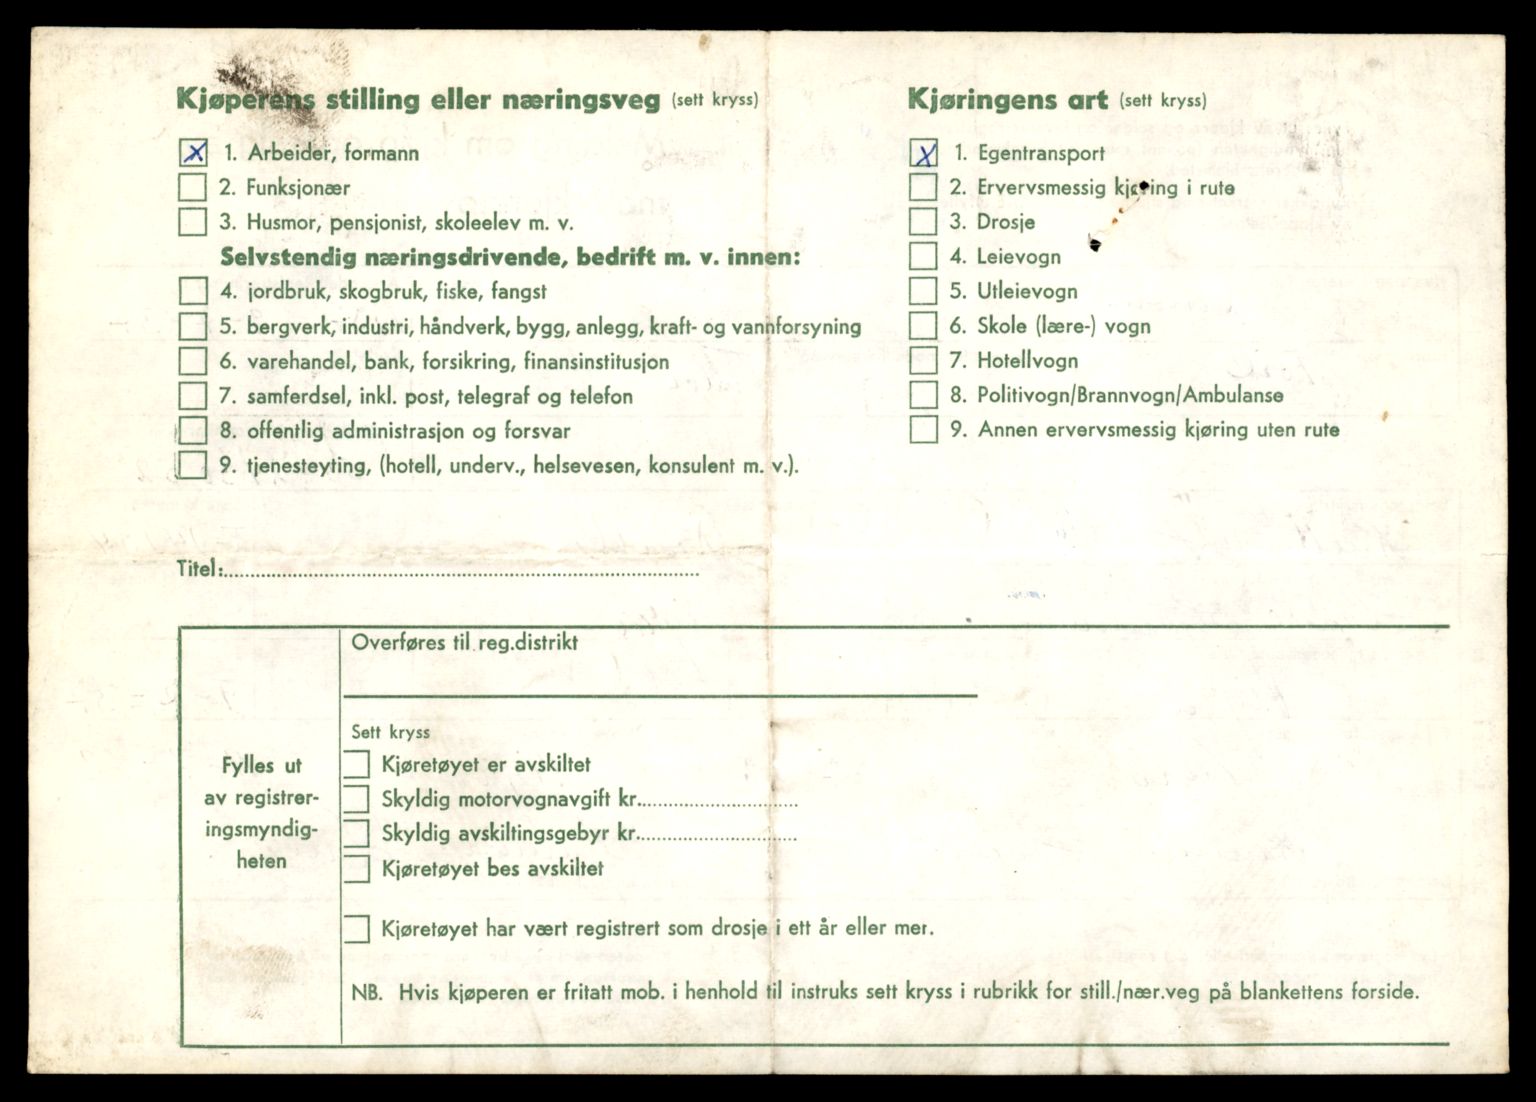 Kjøperens stilling eller næringsveg (sett kryss)
X 1. Arbeider, formann
2. Funksjonær
3. Husmor, pensjonist, skoleelev m. v.
Selvstendig næringsdrivende, bedrift m. v. innen:
4. jordbruk, skogbruk, fiske, fangst
5. bergverk, industri, håndverk, bygg, anlegg, kraft- og vannforsyning
6. varehandel, bank, forsikring, finansinstitusjon
7. samferdsel, inkl. post, telegraf og telefon
8. offentlig administrasjon og forsvar
9. tjenesteyting, (hotell, underv., helsevesen, konsulent m. v.).
Kjøringens art (sett kryss)
X 1. Egentransport
2. Ervervsmessig kjøring i rute
3. Drosje
4. Leievogn
5. Utleievogn
6. Skole (lære-) vogn
7. Hotellvogn
8. Politivogn/Brannvogn/Ambulanse
9. Annen ervervsmessig kjøring uten rute
Titel:
Fylles ut
av registrer-
ingsmyndig-
heten
Overføres til reg.distrikt
Sett kryss
Kjøretøyet er avskiltet
Skyldig motorvognavgift kr.
Skyldig avskiltingsgebyr kr.
Kjøretøyet bes avskiltet
Kjøretøyet har vært registrert som drosje i ett år eller mer.
NB. Hvis kjøperen er fritatt mob. i henhold til instruks sett kryss i rubrikk for still./nær.veg på blankettens forside.